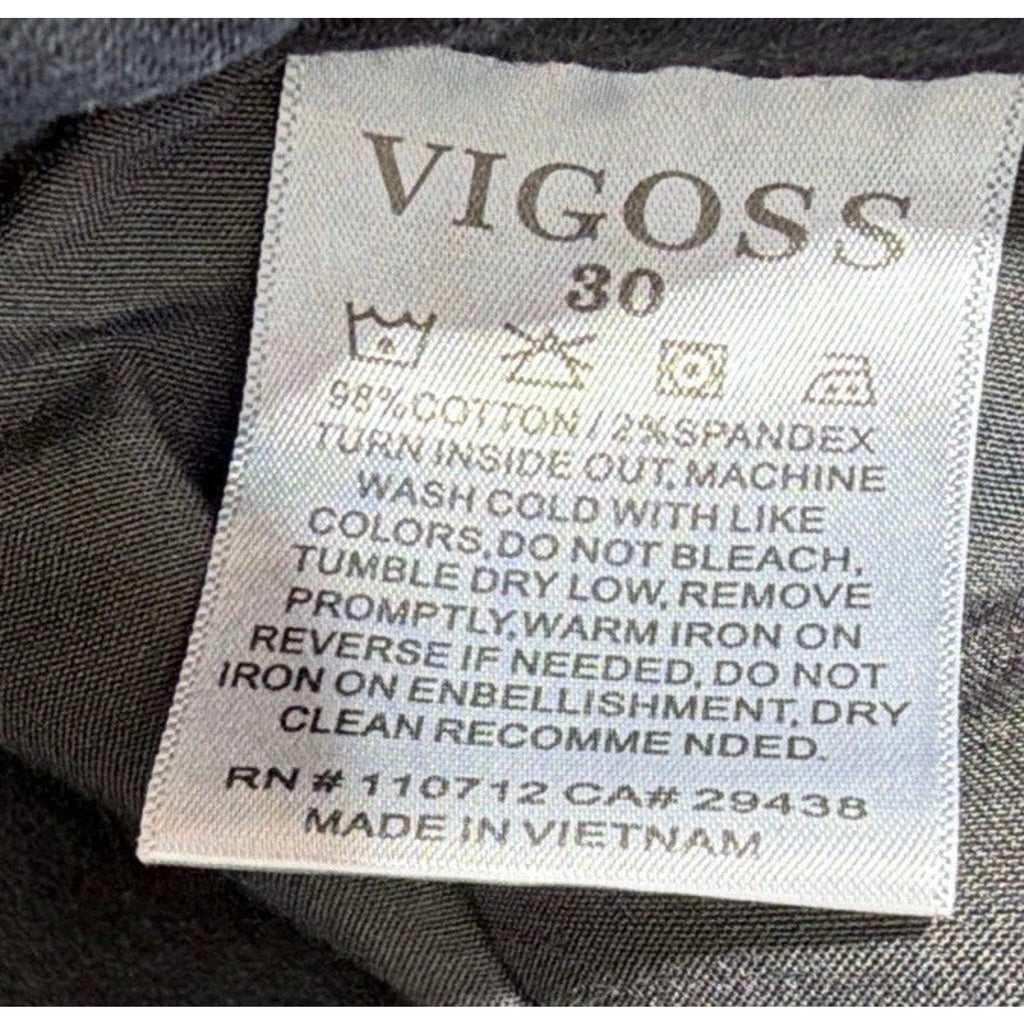 VIGOSS
30
98% COTTON / 2% SPANDEX
TURN INSIDE OUT, MACHINE
WASH COLD WITH LIKE
COLORS, DO NOT BLEACH,
TUMBLE DRY LOW, REMOVE
PROMPTLY, WARM IRON ON
REVERSE IF NEEDED, DO NOT
IRON ON ENBELLISHMENT, DRY
CLEAN RECOMME NDED.
RN # 110712 CA# 29438
MADE IN VIETNAM